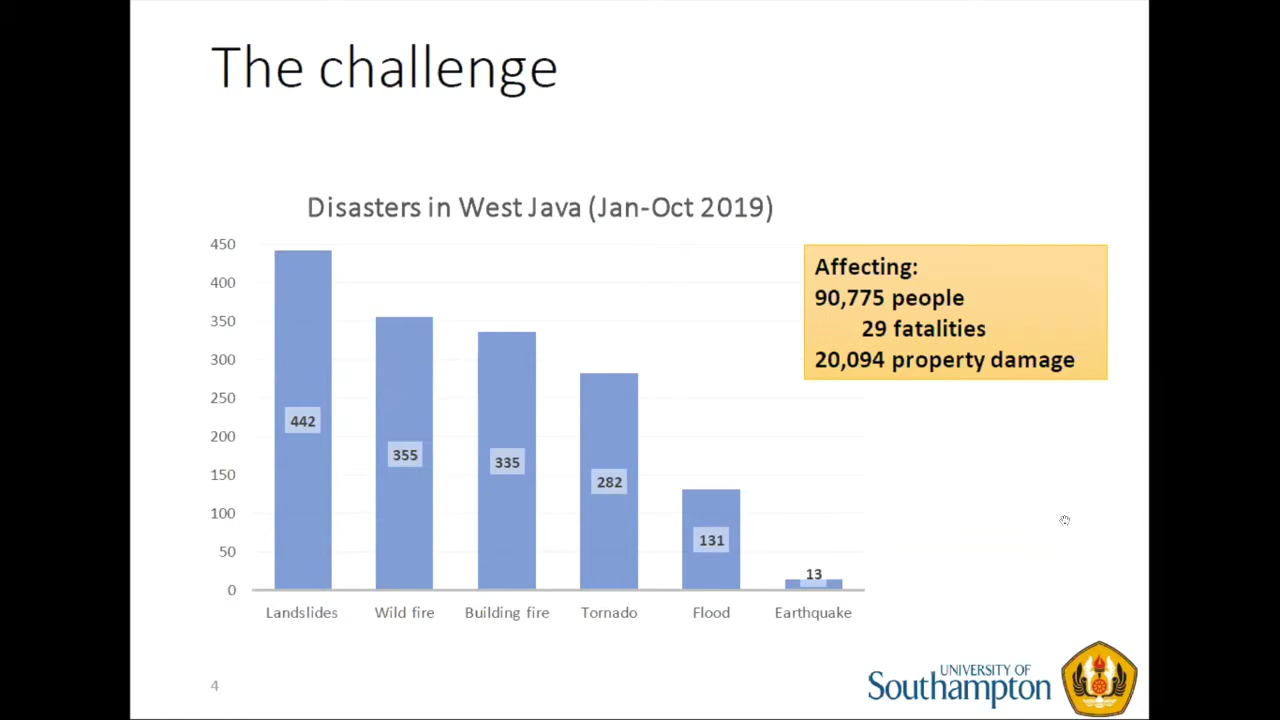 The challenge
Disasters in West Java (Jan-Oct 2019)
450
400
350
300
250
200
150
100
50
0
442
355
335
282
131
13
Landslides
Wild fire
Building fire
Tornado
Flood
Earthquake
Affecting:
90,775 people
29 fatalities
20,094 property damage
4
UNIVERSITY OF
Southampton